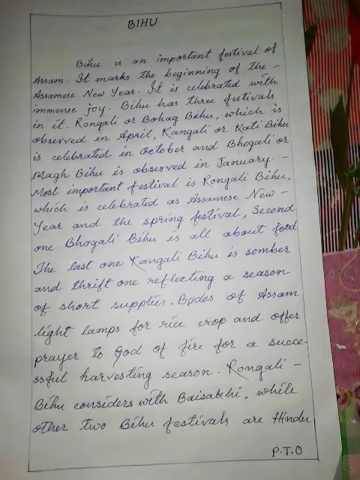 BIHU
Bihu is an important festival of
Assam. It marks the beginning of the -
Assamese New Year. It is celebrated with
immense joy. Bihu has three festivals
in it. Rongali or Bohag Bihu, which is
observed in April, Kangali or Kati Bihu
is celebrated in October and Bhogali or
Magh Bihu is observed in January. -
Most important festival is Rongali Bihu,
which is celebrated as Assamese New -
Year and the spring festival, Second
one Bhogali Bihu is all about food
The last one Kangali Bihu is somber
and thrift one reflecting a season
of short supplies. Bodos of Assam
light lamps for rice crop and offer
prayer to God of fire for a succe-
ssful harvesting season. Rongali -
Bihu considers with Baisakhi, while
other two Bihu festivals are Hindu
P.T.O